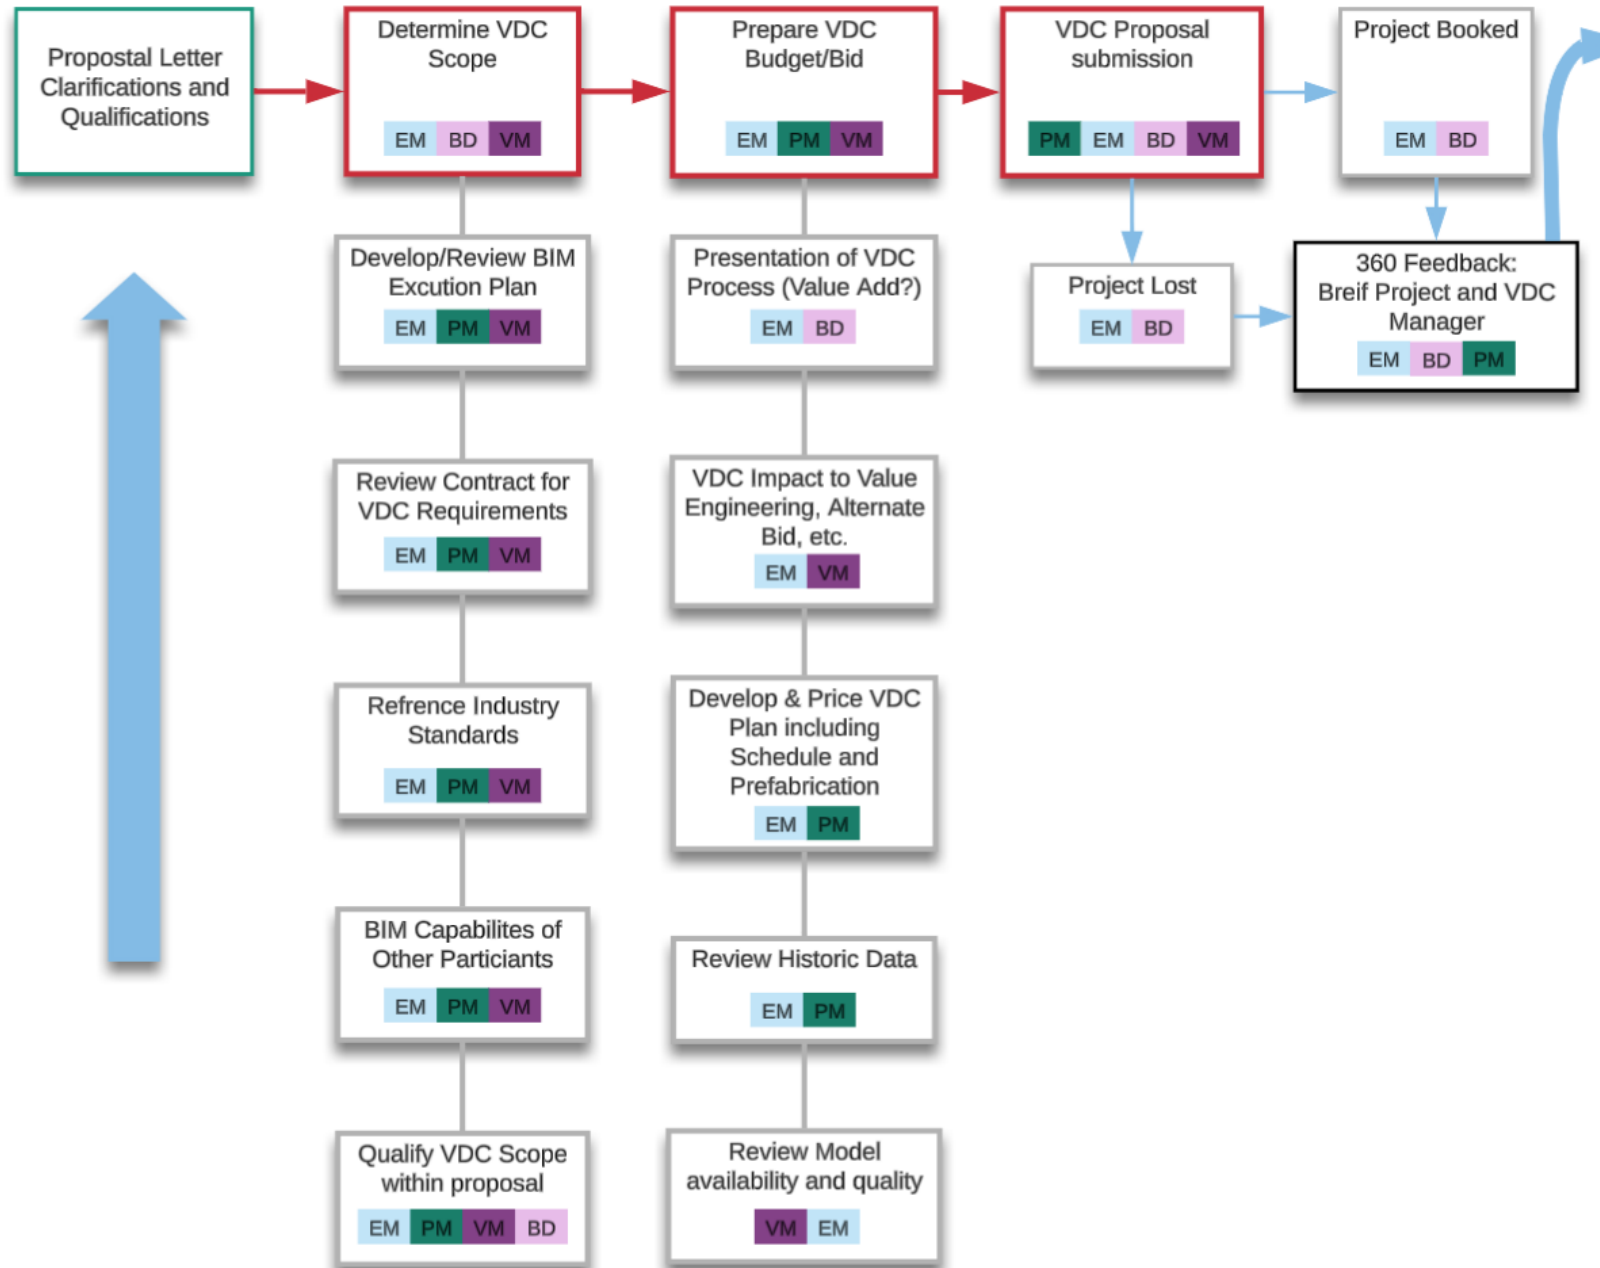 Propostal Letter
Clarifications and
Qualifications
Determine VDC
Scope
EM BD VM
Prepare VDC
Budget/Bid
EM PM VM
VDC Proposal
submission
PM EM BD VM
Project Booked
EM BD
Develop/Review BIM
Excution Plan
EM PM VM
Presentation of VDC
Process (Value Add?)
EM BD
Project Lost
EM BD
360 Feedback:
Breif Project and VDC
Manager
EM BD PM
Review Contract for
VDC Requirements
EM PM VM
VDC Impact to Value
Engineering, Alternate
Bid, etc.
EM VM
Refrence Industry
Standards
EM PM VM
Develop & Price VDC
Plan including
Schedule and
Prefabrication
EM PM
BIM Capabilites of
Other Particiants
EM PM VM
Review Historic Data
EM PM
Qualify VDC Scope
within proposal
EM PM VM BD
Review Model
availability and quality
VM EM